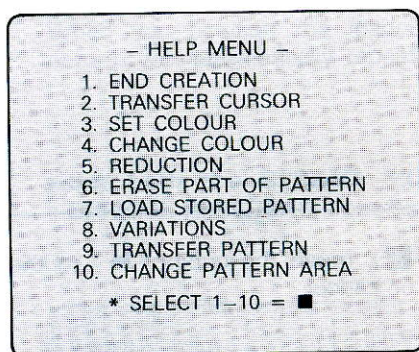 – HELP MENU –
1. END CREATION
2. TRANSFER CURSOR
3. SET COLOUR
4. CHANGE COLOUR
5. REDUCTION
6. ERASE PART OF PATTERN
7. LOAD STORED PATTERN
8. VARIATIONS
9. TRANSFER PATTERN
10. CHANGE PATTERN AREA
* SELECT 1–10 = ■